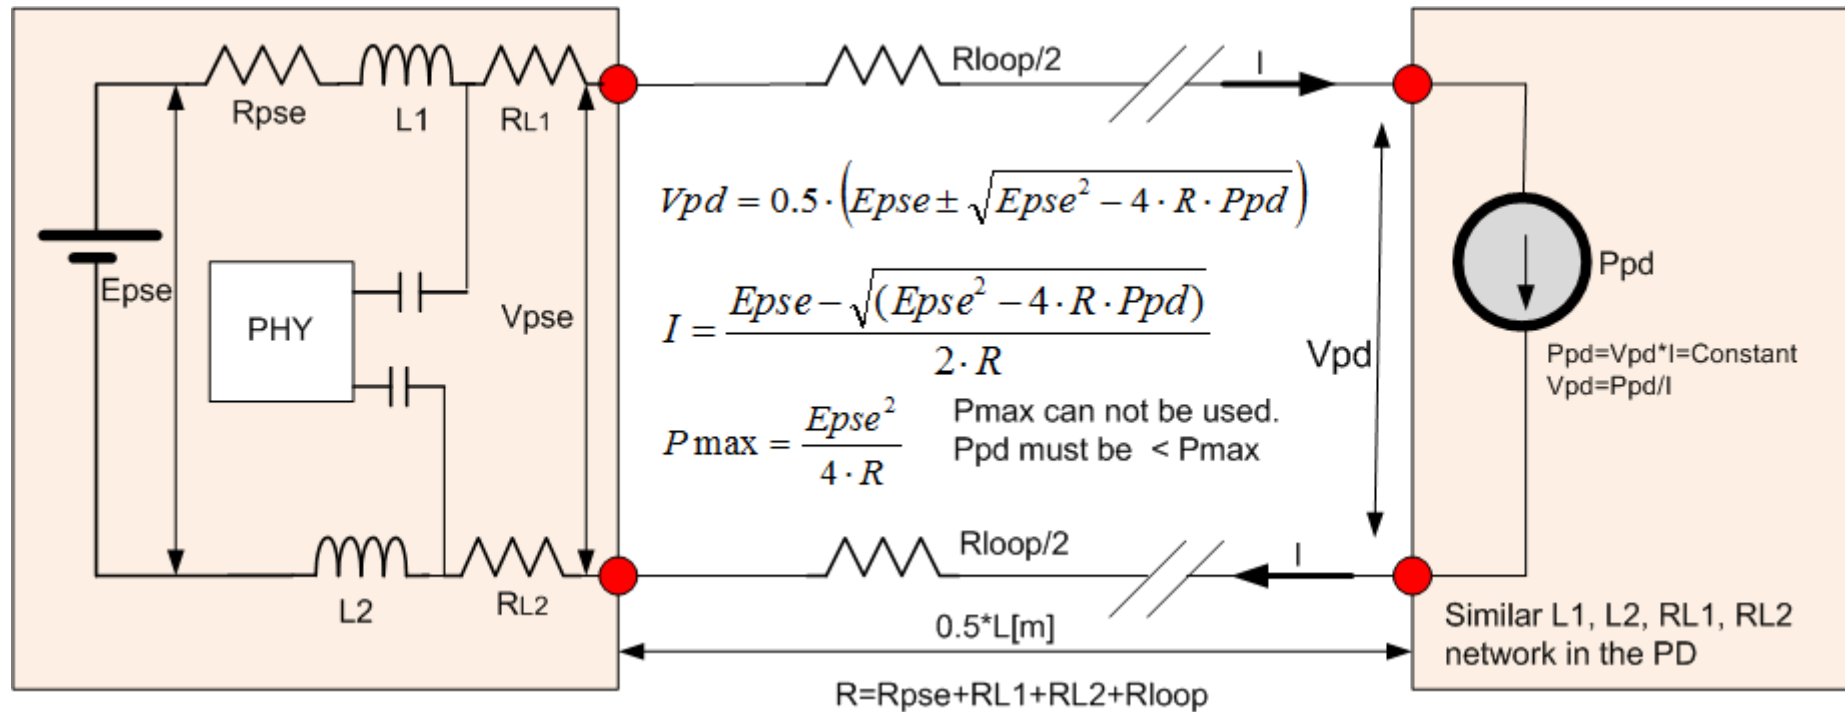 Rpse
L1
RL1
Rloop/2
I
Vpd = 0.5 · (Epse ± √(Epse² − 4 · R · Ppd))
Epse
PHY
Vpse
I = (Epse − √((Epse² − 4 · R · Ppd))) / (2 · R)
Vpd
Ppd
Ppd=Vpd*I=Constant
Vpd=Ppd/I
P max = Epse² / (4 · R)
Pmax can not be used.
Ppd must be < Pmax
L2
RL2
Rloop/2
I
0.5*L[m]
Similar L1, L2, RL1, RL2
network in the PD
R=Rpse+RL1+RL2+Rloop